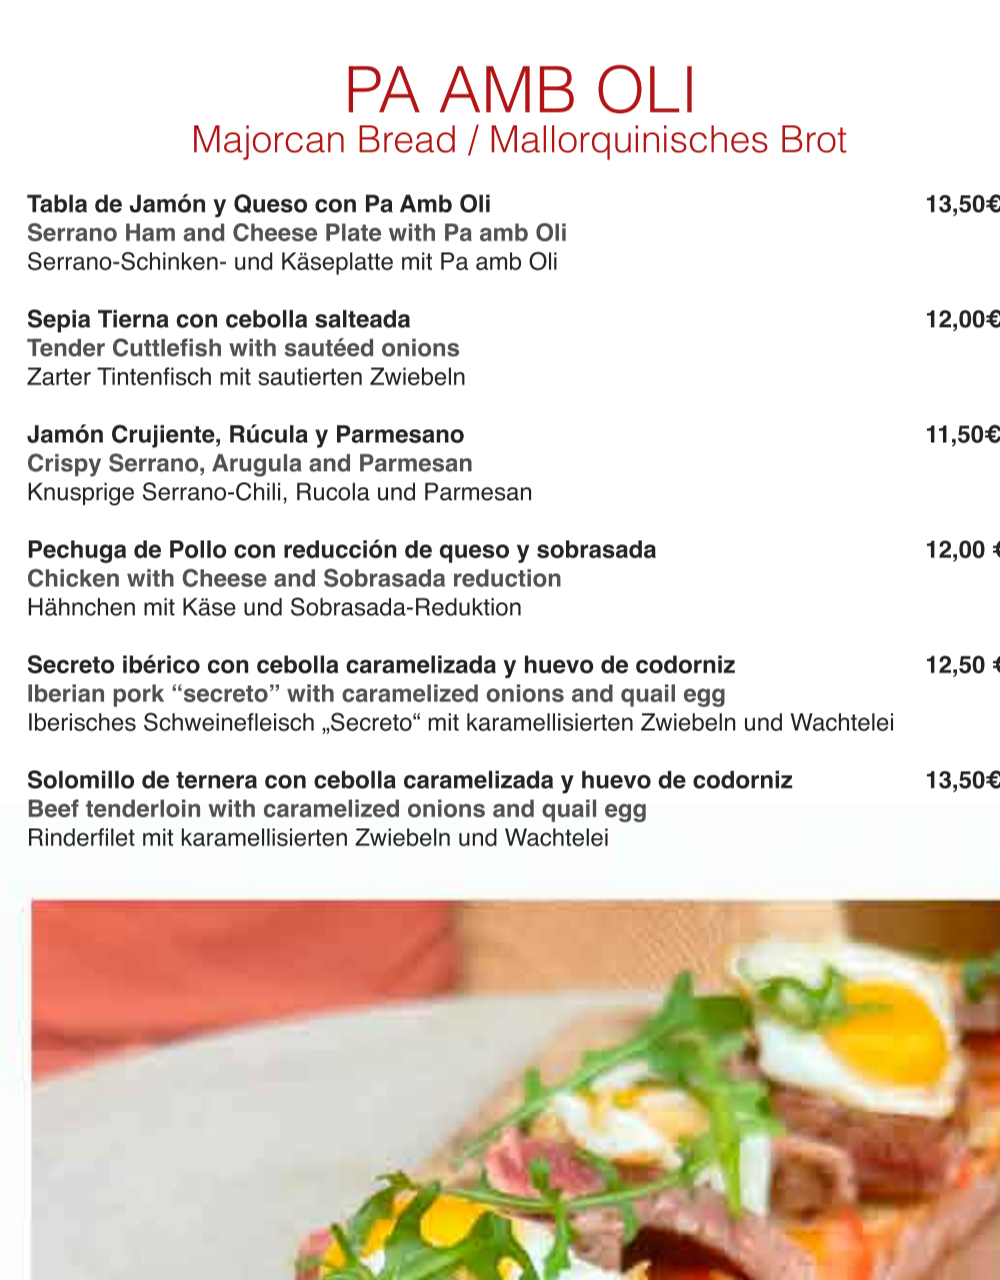 PA AMB OLI
Majorcan Bread / Mallorquinisches Brot
Tabla de Jamón y Queso con Pa Amb Oli 13,50€
Serrano Ham and Cheese Plate with Pa amb Oli
Serrano-Schinken- und Käseplatte mit Pa amb Oli
Sepia Tierna con cebolla salteada 12,00€
Tender Cuttlefish with sautéed onions
Zarter Tintenfisch mit sautierten Zwiebeln
Jamón Crujiente, Rúcula y Parmesano 11,50€
Crispy Serrano, Arugula and Parmesan
Knusprige Serrano-Chili, Rucola und Parmesan
Pechuga de Pollo con reducción de queso y sobrasada 12,00 €
Chicken with Cheese and Sobrasada reduction
Hähnchen mit Käse und Sobrasada-Reduktion
Secreto ibérico con cebolla caramelizada y huevo de codorniz 12,50 €
Iberian pork “secreto” with caramelized onions and quail egg
Iberisches Schweinefleisch „Secreto“ mit karamellisierten Zwiebeln und Wachtelei
Solomillo de ternera con cebolla caramelizada y huevo de codorniz 13,50€
Beef tenderloin with caramelized onions and quail egg
Rinderfilet mit karamellisierten Zwiebeln und Wachtelei